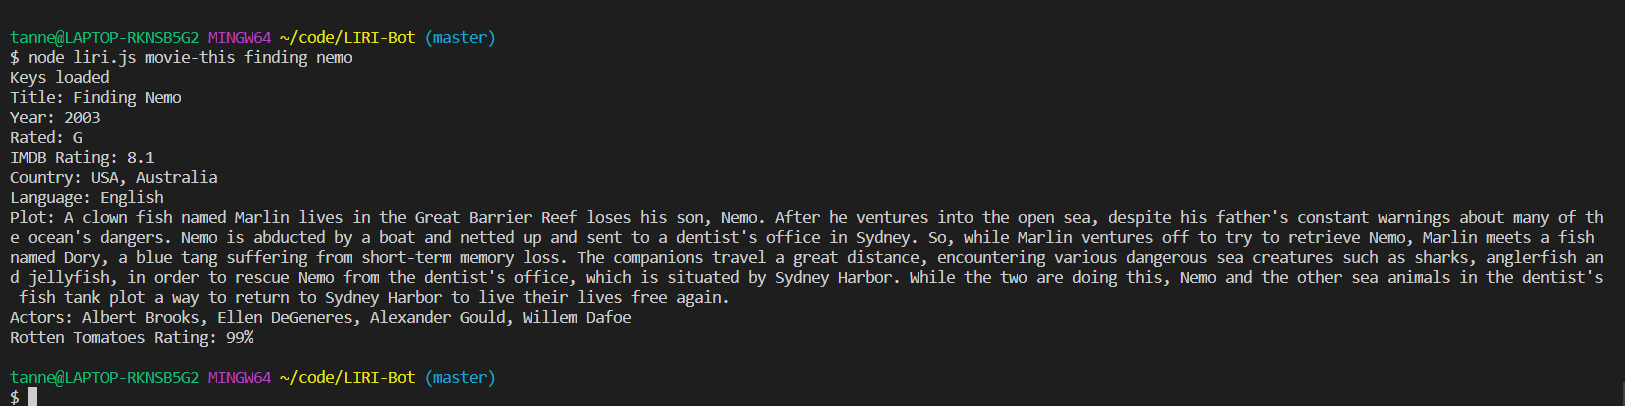 tanne@LAPTOP-RKNSB5G2 MINGW64 ~/code/LIRI-Bot (master)
$ node liri.js movie-this finding nemo
Keys loaded
Title: Finding Nemo
Year: 2003
Rated: G
IMDB Rating: 8.1
Country: USA, Australia
Language: English
Plot: A clown fish named Marlin lives in the Great Barrier Reef loses his son, Nemo. After he ventures into the open sea, despite his father's constant warnings about many of th
e ocean's dangers. Nemo is abducted by a boat and netted up and sent to a dentist's office in Sydney. So, while Marlin ventures off to try to retrieve Nemo, Marlin meets a fish
named Dory, a blue tang suffering from short-term memory loss. The companions travel a great distance, encountering various dangerous sea creatures such as sharks, anglerfish an
d jellyfish, in order to rescue Nemo from the dentist's office, which is situated by Sydney Harbor. While the two are doing this, Nemo and the other sea animals in the dentist's
 fish tank plot a way to return to Sydney Harbor to live their lives free again.
Actors: Albert Brooks, Ellen DeGeneres, Alexander Gould, Willem Dafoe
Rotten Tomatoes Rating: 99%
tanne@LAPTOP-RKNSB5G2 MINGW64 ~/code/LIRI-Bot (master)
$